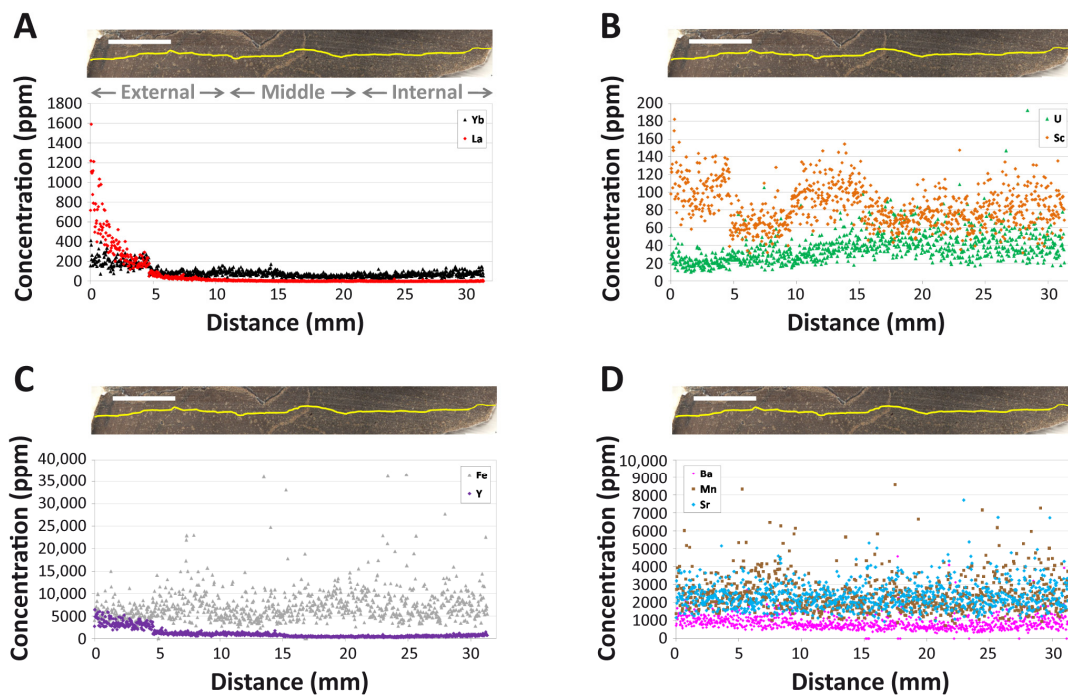 A
External Middle Internal
Concentration (ppm)
1800
1600
1400
1200
1000
800
600
400
200
0
Yb
La
0 5 10 15 20 25 30
Distance (mm)
B
Concentration (ppm)
200
180
160
140
120
100
80
60
40
20
0
U
Sc
0 5 10 15 20 25 30
Distance (mm)
C
Concentration (ppm)
40,000
35,000
30,000
25,000
20,000
15,000
10,000
5000
0
Fe
Y
0 5 10 15 20 25 30
Distance (mm)
D
Concentration (ppm)
10,000
9000
8000
7000
6000
5000
4000
3000
2000
1000
0
Ba
Mn
Sr
0 5 10 15 20 25 30
Distance (mm)